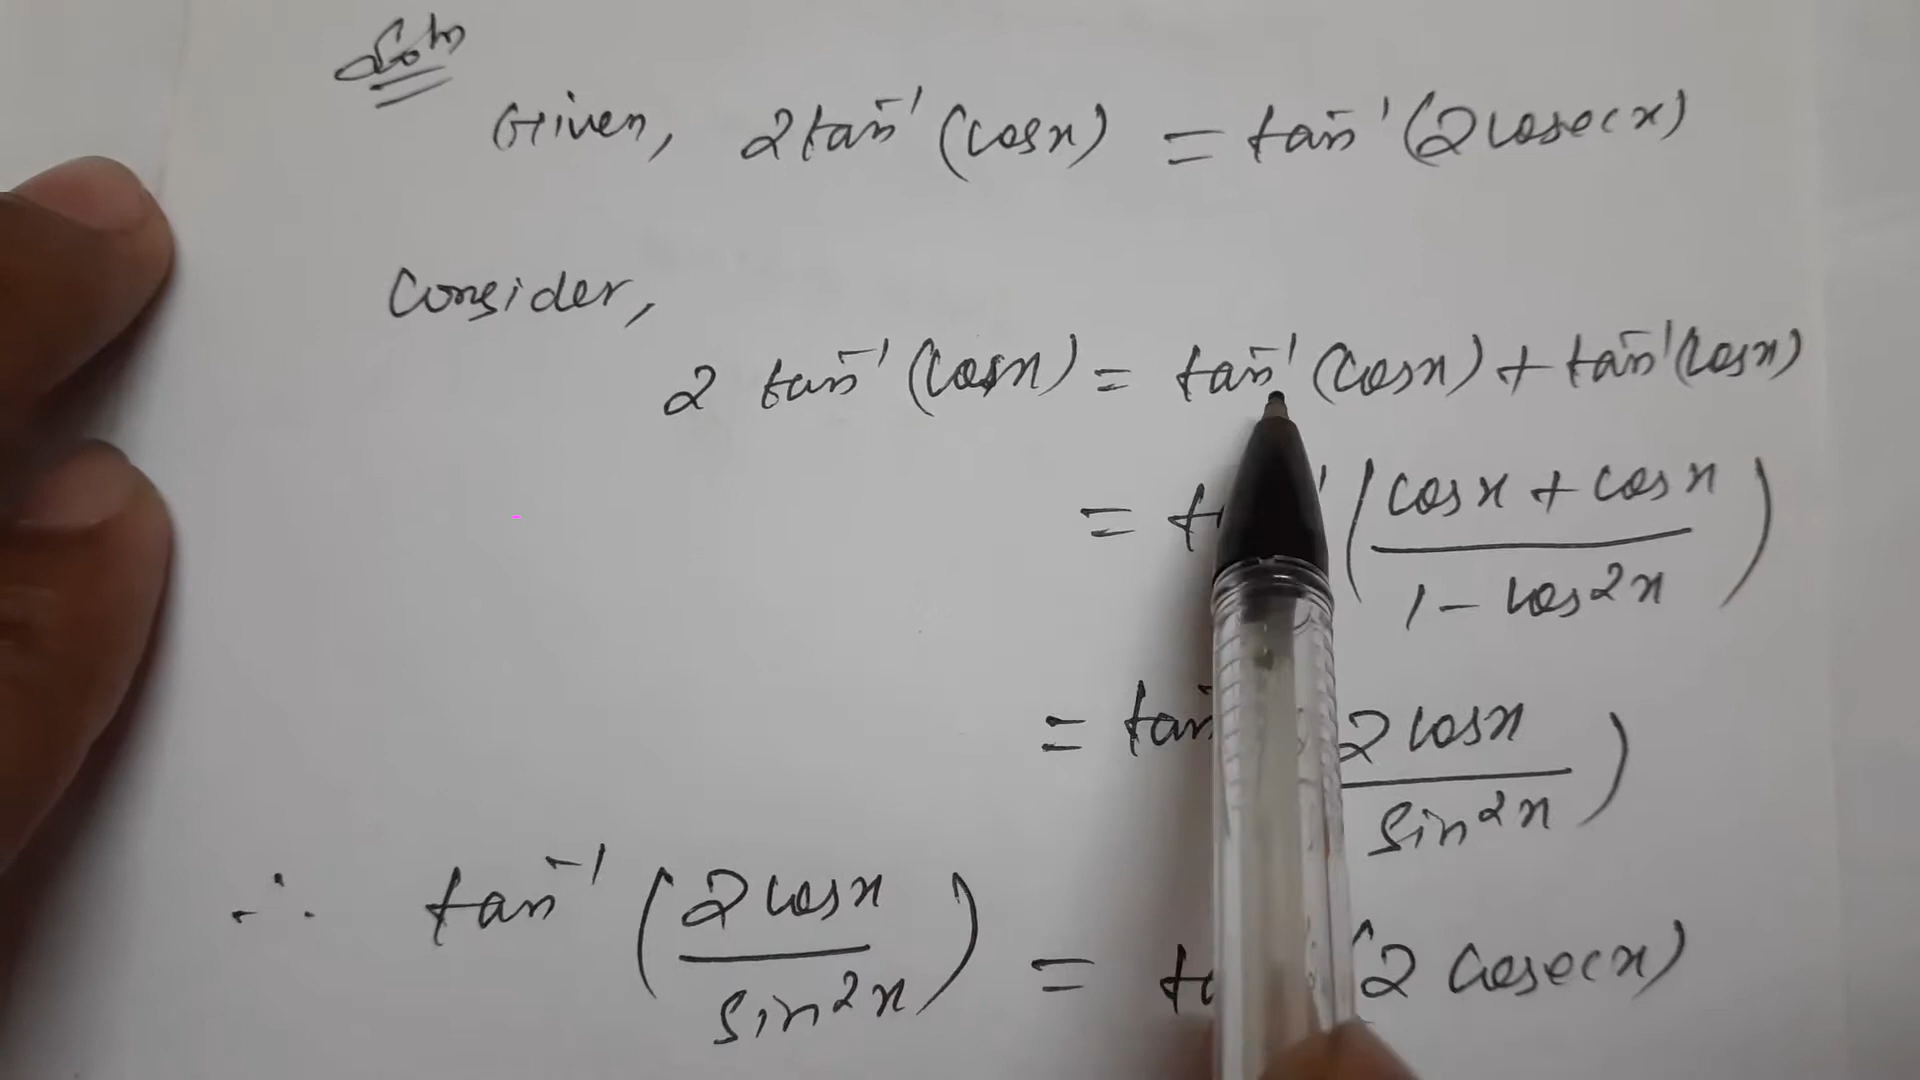 Soln
Given, 2tan⁻¹(cosx) = tan⁻¹(2cosecx)
Consider,
2 tan⁻¹(cosx) = tan⁻¹(cosx) + tan⁻¹(cosx)
= (cosx + cosx / 1 - cos²x)
= tan 2cosx / sin²x)
∴ tan⁻¹(2cosx / sin²x) = (2 cosecx)